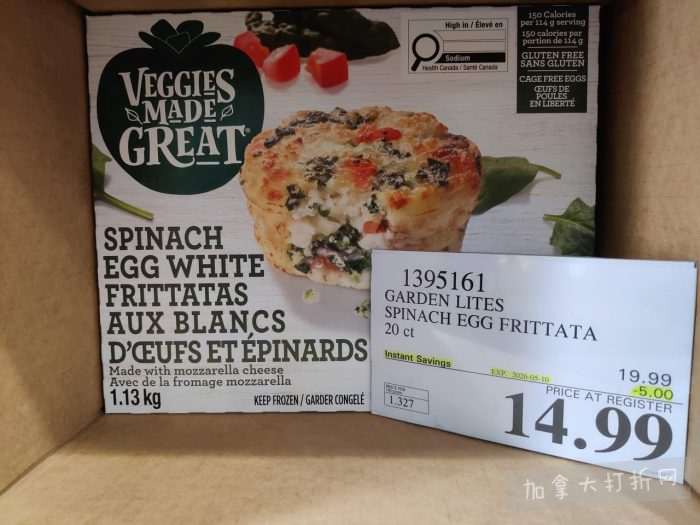 VEGGIES
MADE
GREAT®
High in / Élevé en
Sodium
Health Canada / Santé Canada
150 Calories
per 114 g serving
150 calories par
portion de 114 g
GLUTEN FREE
SANS GLUTEN
CAGE FREE EGGS
ŒUFS DE
POULES
EN LIBERTÉ
SPINACH
EGG WHITE
FRITTATAS
AUX BLANCS
D'ŒUFS ET ÉPINARDS
Made with mozzarella cheese
Avec de la fromage mozzarella
1.13 kg
KEEP FROZEN / GARDER CONGELÉ
1395161
GARDEN LITES
SPINACH EGG FRITTATA
20 ct
Instant Savings
EXP. 2026-05-10
19.99
-5.00
PRICE AT REGISTER
14.99
1.327
加拿大打折网